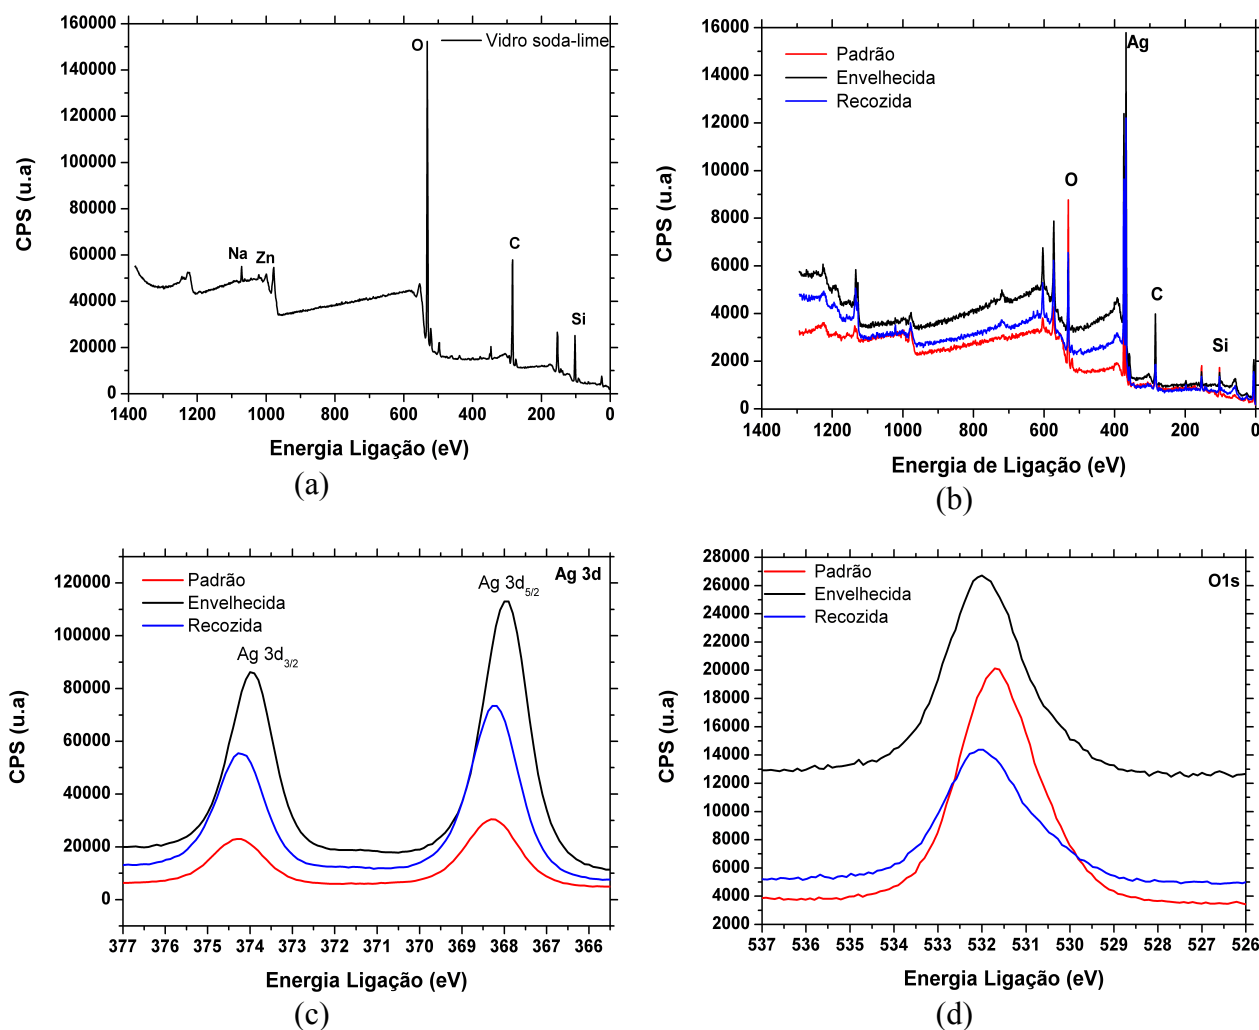 160000
140000
120000
100000
80000
60000
40000
20000
0
CPS (u.a)
O
Vidro soda-lime
Na
Zn
C
Si
1400 1200 1000 800 600 400 200 0
Energia Ligação (eV)
(a)
16000
14000
12000
10000
8000
6000
4000
2000
0
CPS (u.a)
Padrão
Envelhecida
Recozida
Ag
O
C
Si
1400 1200 1000 800 600 400 200 0
Energia de Ligação (eV)
(b)
120000
100000
80000
60000
40000
20000
0
CPS (u.a)
Padrão
Envelhecida
Recozida
Ag 3d
Ag 3d5/2
Ag 3d3/2
377 376 375 374 373 372 371 370 369 368 367 366
Energia Ligação (eV)
(c)
28000
26000
24000
22000
20000
18000
16000
14000
12000
10000
8000
6000
4000
2000
CPS (u.a)
Padrão
Envelhecida
Recozida
O1s
537 536 535 534 533 532 531 530 529 528 527 526
Energia Ligação (eV)
(d)